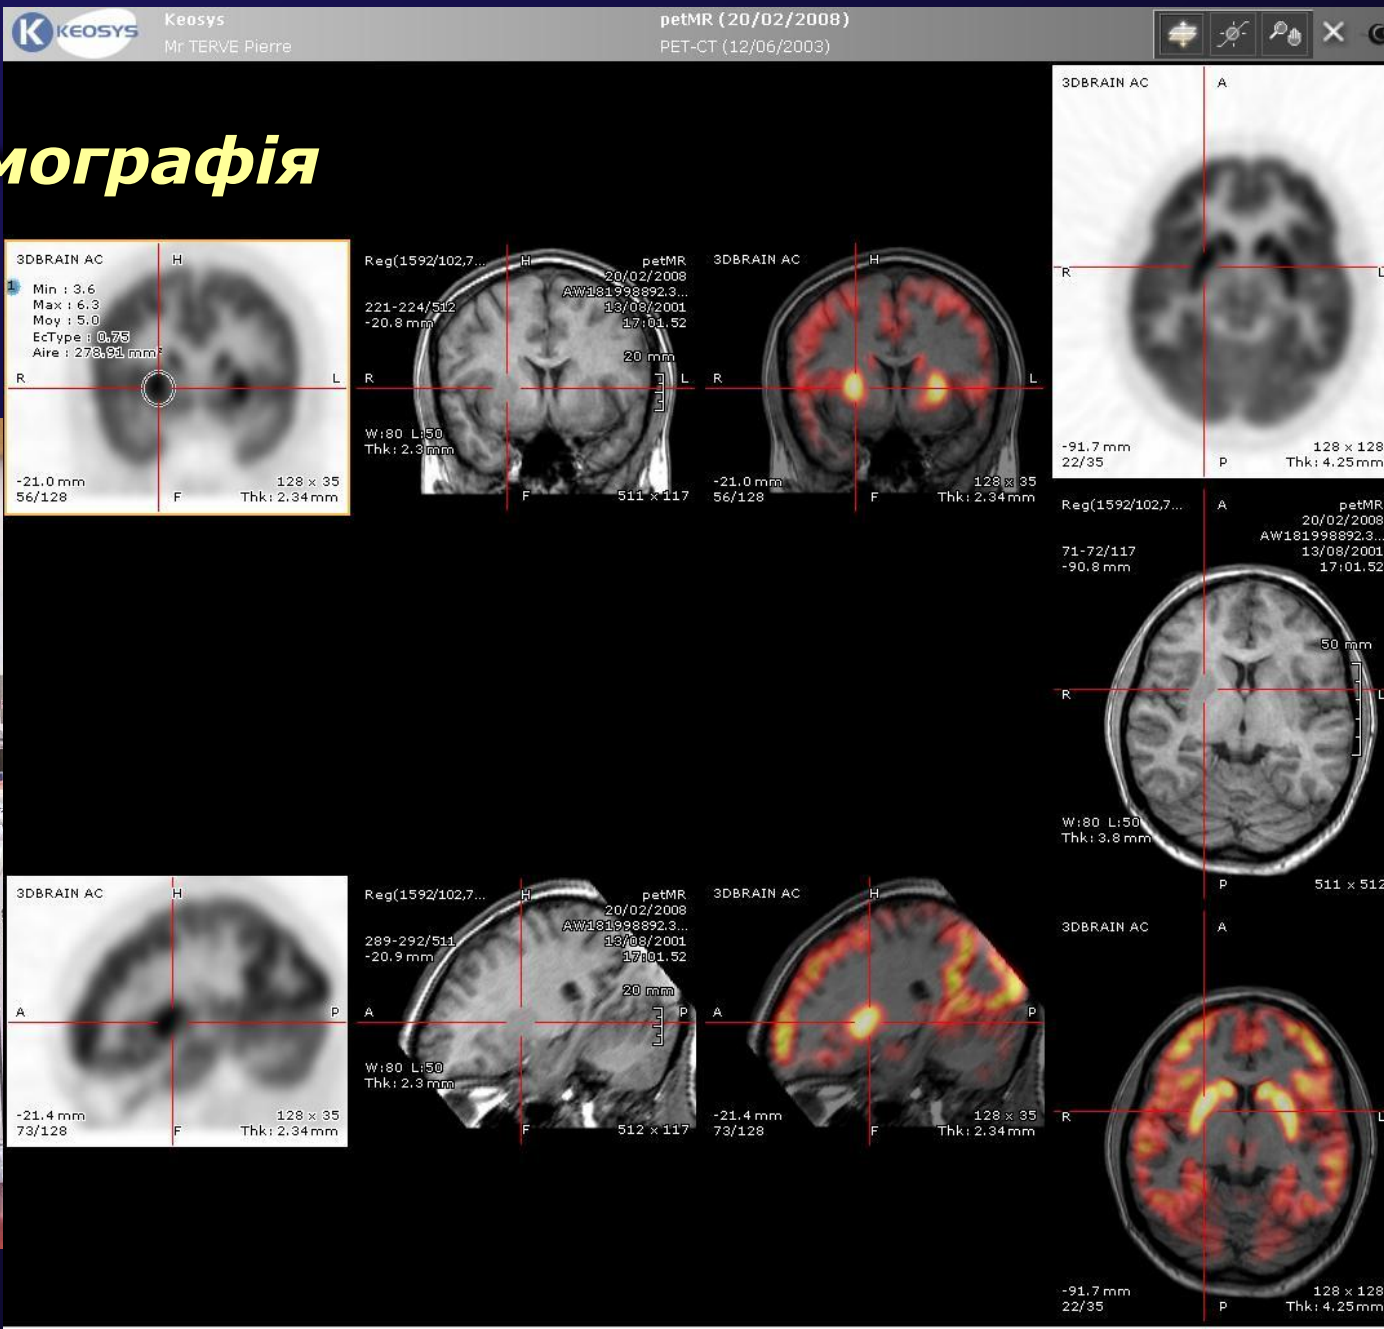 KEOSYS
Keosys
Mr TERVE Pierre
petMR (20/02/2008)
PET-CT (12/06/2003)
мографія
3DBRAIN AC
H
1
Min : 3.6
Max : 6.3
Moy : 5.0
EcType : 0.75
Aire : 278.91 mm²
R
L
-21.0 mm
56/128
F
128 x 35
Thk: 2.34 mm
Reg(1592/102,7...
H
petMR
20/02/2008
AW181998892.3...
13/08/2001
17:01.52
221-224/512
-20.8 mm
20 mm
R
L
W:80 L:50
Thk: 2.3 mm
F
511 x 117
3DBRAIN AC
H
R
L
-21.0 mm
56/128
F
128 x 35
Thk: 2.34 mm
3DBRAIN AC
A
R
L
-91.7 mm
22/35
P
128 x 128
Thk: 4.25 mm
Reg(1592/102,7...
A
petMR
20/02/2008
AW181998892.3...
13/08/2001
17:01.52
71-72/117
-90.8 mm
50 mm
R
L
W:80 L:50
Thk: 3.8 mm
P
511 x 512
3DBRAIN AC
H
A
P
-21.4 mm
73/128
F
128 x 35
Thk: 2.34 mm
Reg(1592/102,7...
H
petMR
20/02/2008
AW181998892.3...
13/08/2001
17:01.52
289-292/511
-20.9 mm
20 mm
A
P
W:80 L:50
Thk: 2.3 mm
F
512 x 117
3DBRAIN AC
H
A
P
-21.4 mm
73/128
F
128 x 35
Thk: 2.34 mm
3DBRAIN AC
A
R
L
-91.7 mm
22/35
P
128 x 128
Thk: 4.25 mm